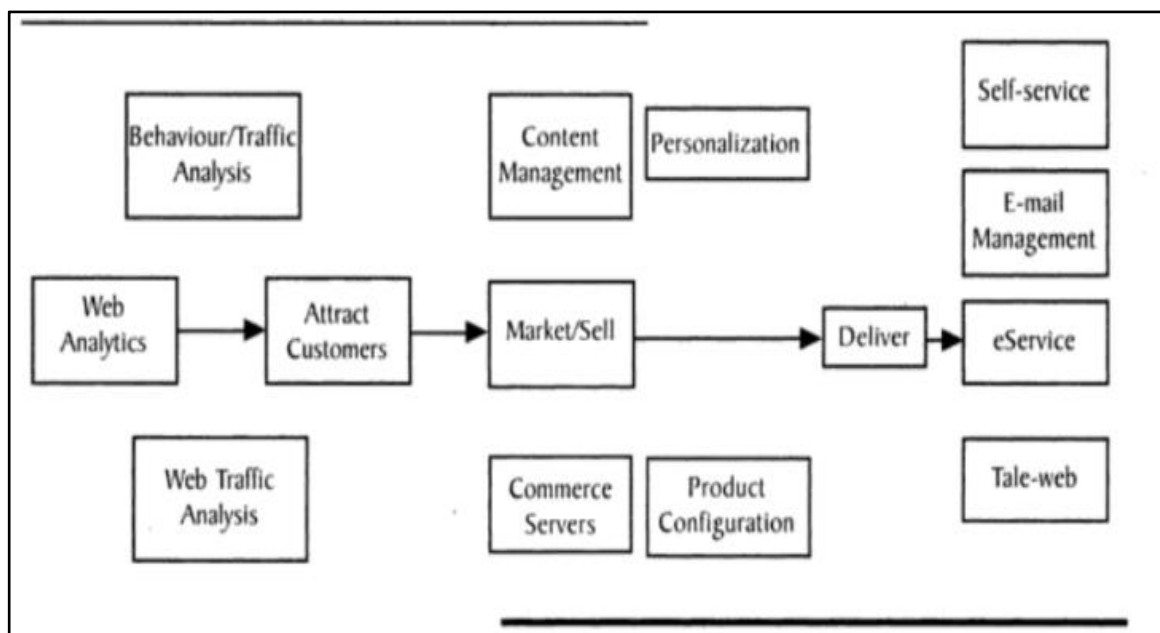 Self-service
Behaviour/Traffic
Analysis
Content
Management
Personalization
E-mail
Management
Web
Analytics
Attract
Customers
Market/Sell
Deliver
eService
Web Traffic
Analysis
Commerce
Servers
Product
Configuration
Tale-web